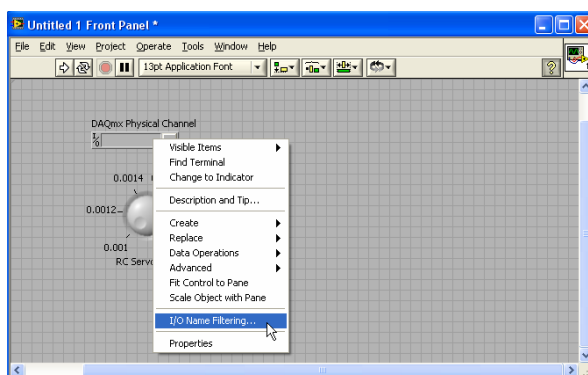 Untitled 1 Front Panel *
File Edit View Project Operate Tools Window Help
13pt Application Font
DAQmx Physical Channel
I/O
Visible Items
Find Terminal
Change to Indicator
Description and Tip...
Create
Replace
Data Operations
Advanced
Fit Control to Pane
Scale Object with Pane
I/O Name Filtering...
Properties
0.0014
0.0012
0.001
RC Servo